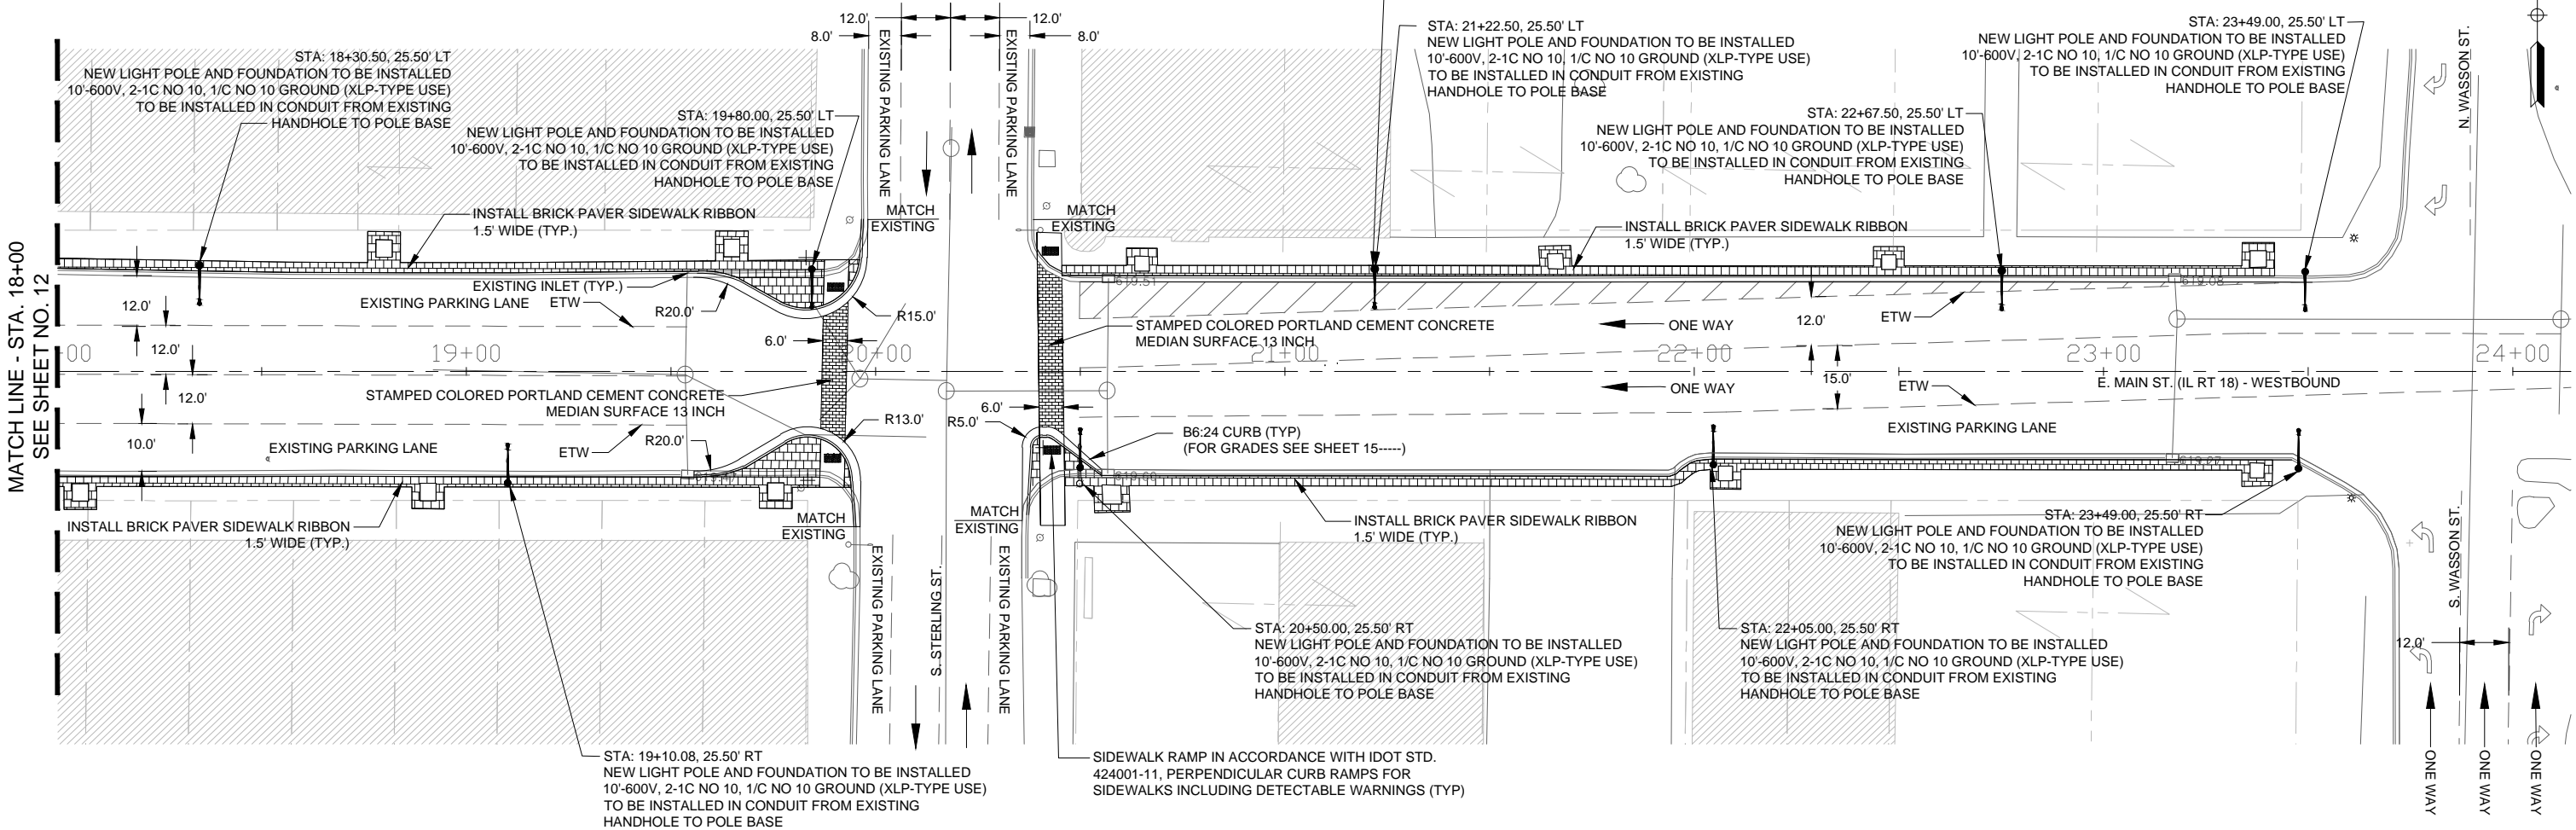 12.0'
12.0'
8.0'
8.0'
EXISTING PARKING LANE
EXISTING PARKING LANE
STA: 18+30.50, 25.50' LT
NEW LIGHT POLE AND FOUNDATION TO BE INSTALLED
10'-600V, 2-1C NO 10, 1/C NO 10 GROUND (XLP-TYPE USE)
TO BE INSTALLED IN CONDUIT FROM EXISTING
HANDHOLE TO POLE BASE
STA: 19+80.00, 25.50' LT
NEW LIGHT POLE AND FOUNDATION TO BE INSTALLED
10'-600V, 2-1C NO 10, 1/C NO 10 GROUND (XLP-TYPE USE)
TO BE INSTALLED IN CONDUIT FROM EXISTING
HANDHOLE TO POLE BASE
STA: 21+22.50, 25.50' LT
NEW LIGHT POLE AND FOUNDATION TO BE INSTALLED
10'-600V, 2-1C NO 10, 1/C NO 10 GROUND (XLP-TYPE USE)
TO BE INSTALLED IN CONDUIT FROM EXISTING
HANDHOLE TO POLE BASE
STA: 23+49.00, 25.50' LT
NEW LIGHT POLE AND FOUNDATION TO BE INSTALLED
10'-600V, 2-1C NO 10, 1/C NO 10 GROUND (XLP-TYPE USE)
TO BE INSTALLED IN CONDUIT FROM EXISTING
HANDHOLE TO POLE BASE
STA: 22+67.50, 25.50' LT
NEW LIGHT POLE AND FOUNDATION TO BE INSTALLED
10'-600V, 2-1C NO 10, 1/C NO 10 GROUND (XLP-TYPE USE)
TO BE INSTALLED IN CONDUIT FROM EXISTING
HANDHOLE TO POLE BASE
N. WASSON ST.
INSTALL BRICK PAVER SIDEWALK RIBBON
1.5' WIDE (TYP.)
MATCH
EXISTING
MATCH
EXISTING
INSTALL BRICK PAVER SIDEWALK RIBBON
1.5' WIDE (TYP.)
MATCH LINE - STA. 18+00
SEE SHEET NO. 12
EXISTING INLET (TYP.)
EXISTING PARKING LANE
ETW
12.0'
12.0'
12.0'
10.0'
R20.0'
R15.0'
6.0'
619.51
619.08
STAMPED COLORED PORTLAND CEMENT CONCRETE
MEDIAN SURFACE 13 INCH
ONE WAY
12.0'
ETW
+00
19+00
20+00
21+00
22+00
23+00
24+00
STAMPED COLORED PORTLAND CEMENT CONCRETE
MEDIAN SURFACE 13 INCH
ONE WAY
15.0'
ETW
E. MAIN ST. (IL RT 18) - WESTBOUND
EXISTING PARKING LANE
ETW
R20.0'
R13.0'
R5.0'
6.0'
B6:24 CURB (TYP)
(FOR GRADES SEE SHEET 15-----)
EXISTING PARKING LANE
619.60
INSTALL BRICK PAVER SIDEWALK RIBBON
1.5' WIDE (TYP.)
MATCH
EXISTING
MATCH
EXISTING
INSTALL BRICK PAVER SIDEWALK RIBBON
1.5' WIDE (TYP.)
STA: 23+49.00, 25.50' RT
NEW LIGHT POLE AND FOUNDATION TO BE INSTALLED
10'-600V, 2-1C NO 10, 1/C NO 10 GROUND (XLP-TYPE USE)
TO BE INSTALLED IN CONDUIT FROM EXISTING
HANDHOLE TO POLE BASE
EXISTING PARKING LANE
S. STERLING ST.
EXISTING PARKING LANE
S. WASSON ST.
12.0'
STA: 20+50.00, 25.50' RT
NEW LIGHT POLE AND FOUNDATION TO BE INSTALLED
10'-600V, 2-1C NO 10, 1/C NO 10 GROUND (XLP-TYPE USE)
TO BE INSTALLED IN CONDUIT FROM EXISTING
HANDHOLE TO POLE BASE
STA: 22+05.00, 25.50' RT
NEW LIGHT POLE AND FOUNDATION TO BE INSTALLED
10'-600V, 2-1C NO 10, 1/C NO 10 GROUND (XLP-TYPE USE)
TO BE INSTALLED IN CONDUIT FROM EXISTING
HANDHOLE TO POLE BASE
STA: 19+10.08, 25.50' RT
NEW LIGHT POLE AND FOUNDATION TO BE INSTALLED
10'-600V, 2-1C NO 10, 1/C NO 10 GROUND (XLP-TYPE USE)
TO BE INSTALLED IN CONDUIT FROM EXISTING
HANDHOLE TO POLE BASE
SIDEWALK RAMP IN ACCORDANCE WITH IDOT STD.
424001-11, PERPENDICULAR CURB RAMPS FOR
SIDEWALKS INCLUDING DETECTABLE WARNINGS (TYP)
ONE WAY
ONE WAY
ONE WAY